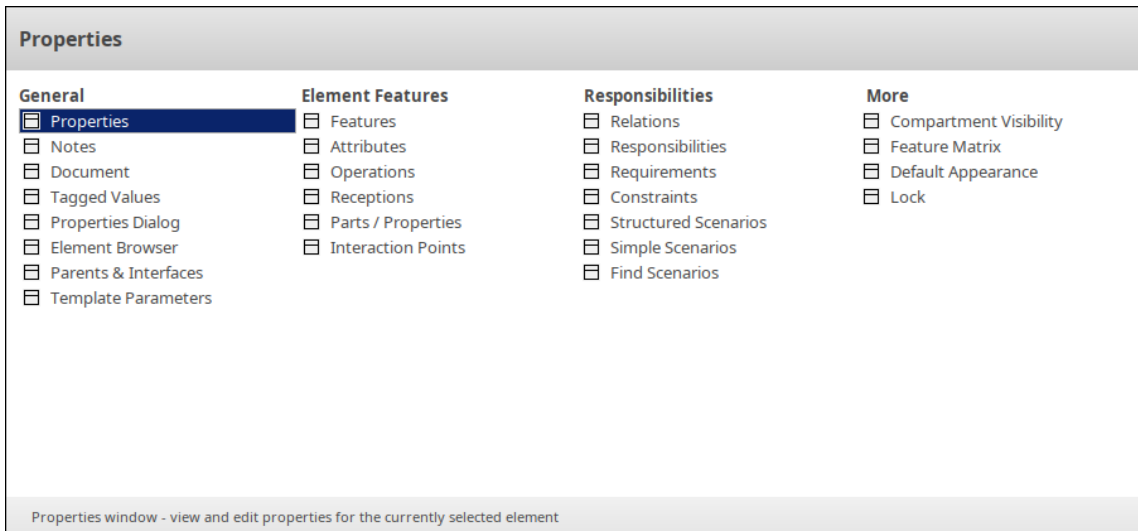 Properties
General
Properties
Notes
Document
Tagged Values
Properties Dialog
Element Browser
Parents & Interfaces
Template Parameters
Element Features
Features
Attributes
Operations
Receptions
Parts / Properties
Interaction Points
Responsibilities
Relations
Responsibilities
Requirements
Constraints
Structured Scenarios
Simple Scenarios
Find Scenarios
More
Compartment Visibility
Feature Matrix
Default Appearance
Lock
Properties window - view and edit properties for the currently selected element